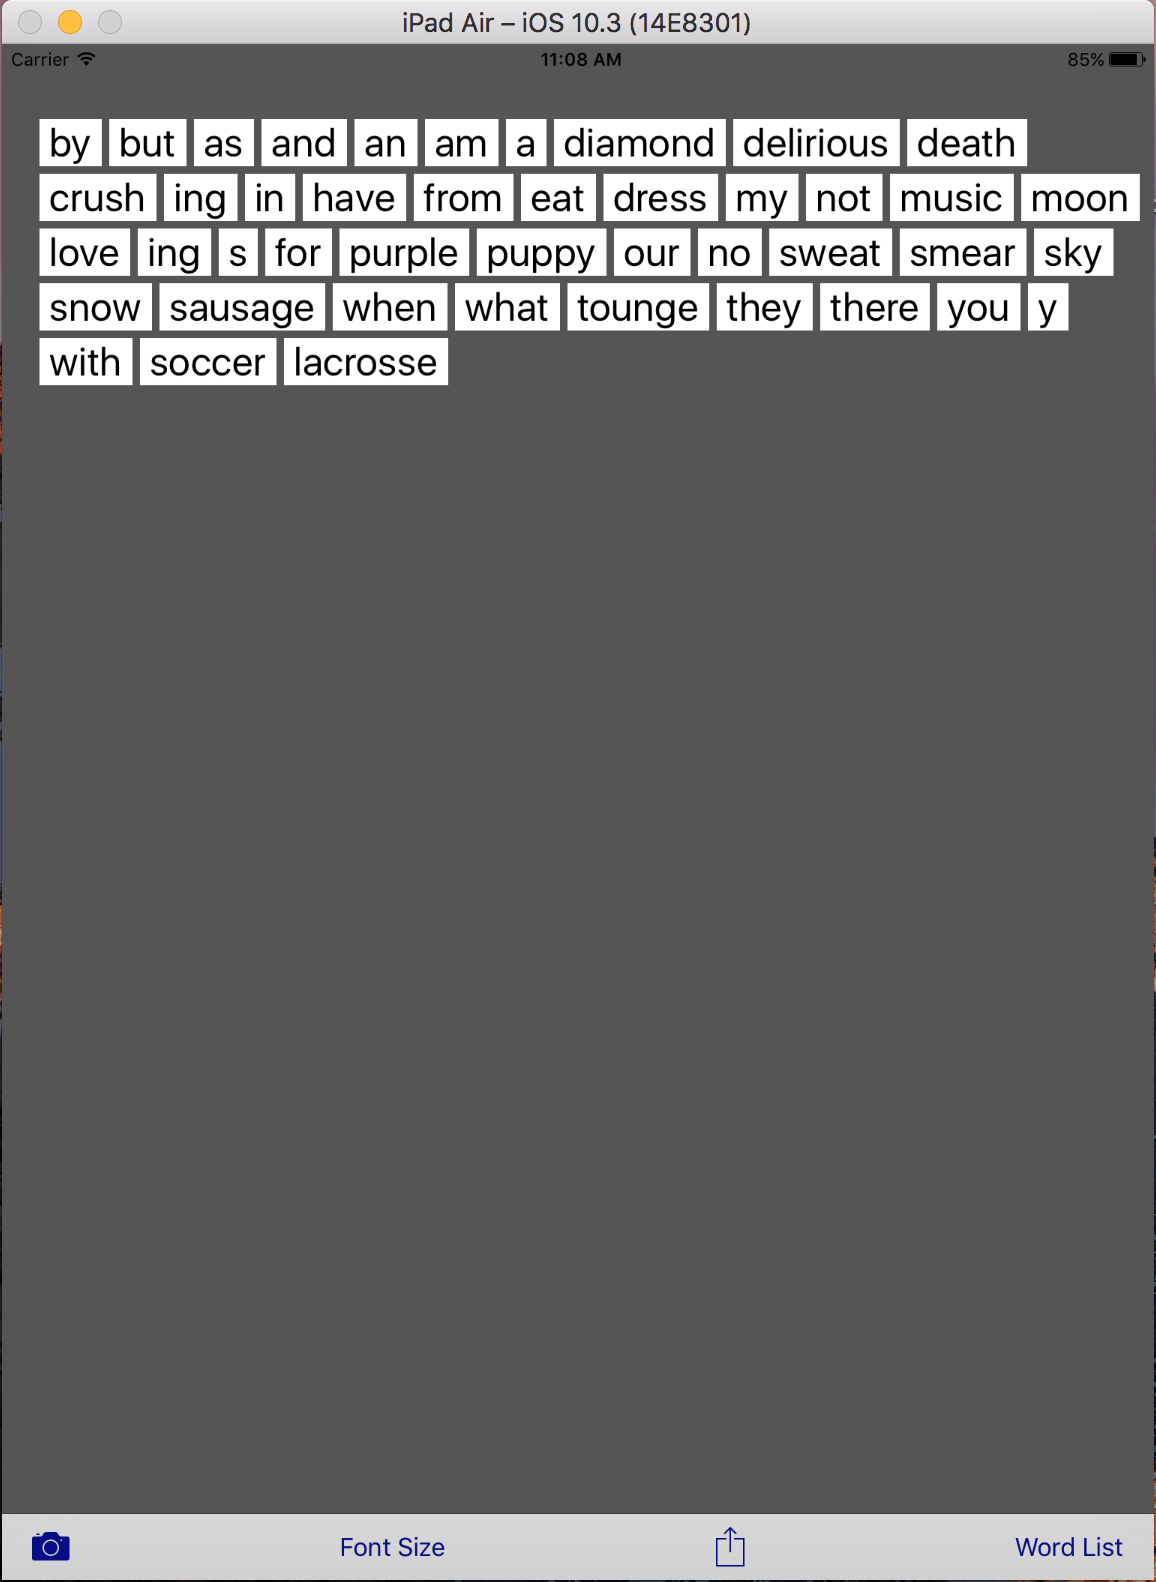 iPad Air – iOS 10.3 (14E8301)
Carrier 11:08 AM 85%
by but as and an am a diamond delirious death
crush ing in have from eat dress my not music moon
love ing s for purple puppy our no sweat smear sky
snow sausage when what tounge they there you y
with soccer lacrosse
Font Size Word List